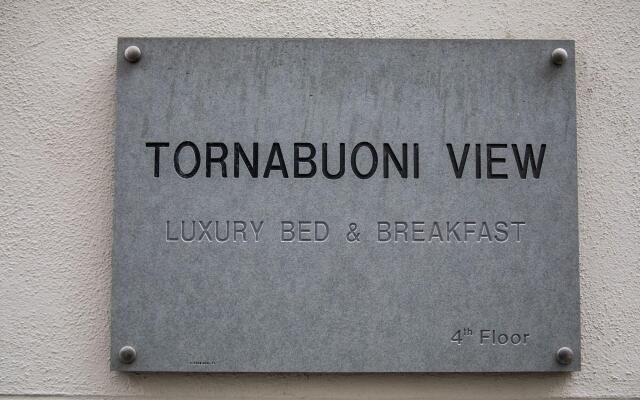 TORNABUONI VIEW
LUXURY BED & BREAKFAST
4th Floor